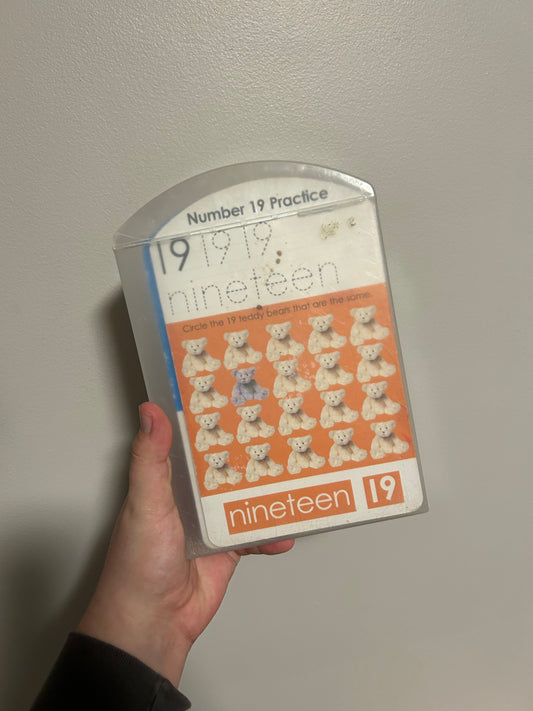 Number 19 Practice
19 19 19
nineteen
Circle the 19 teddy bears that are the same.
nineteen 19